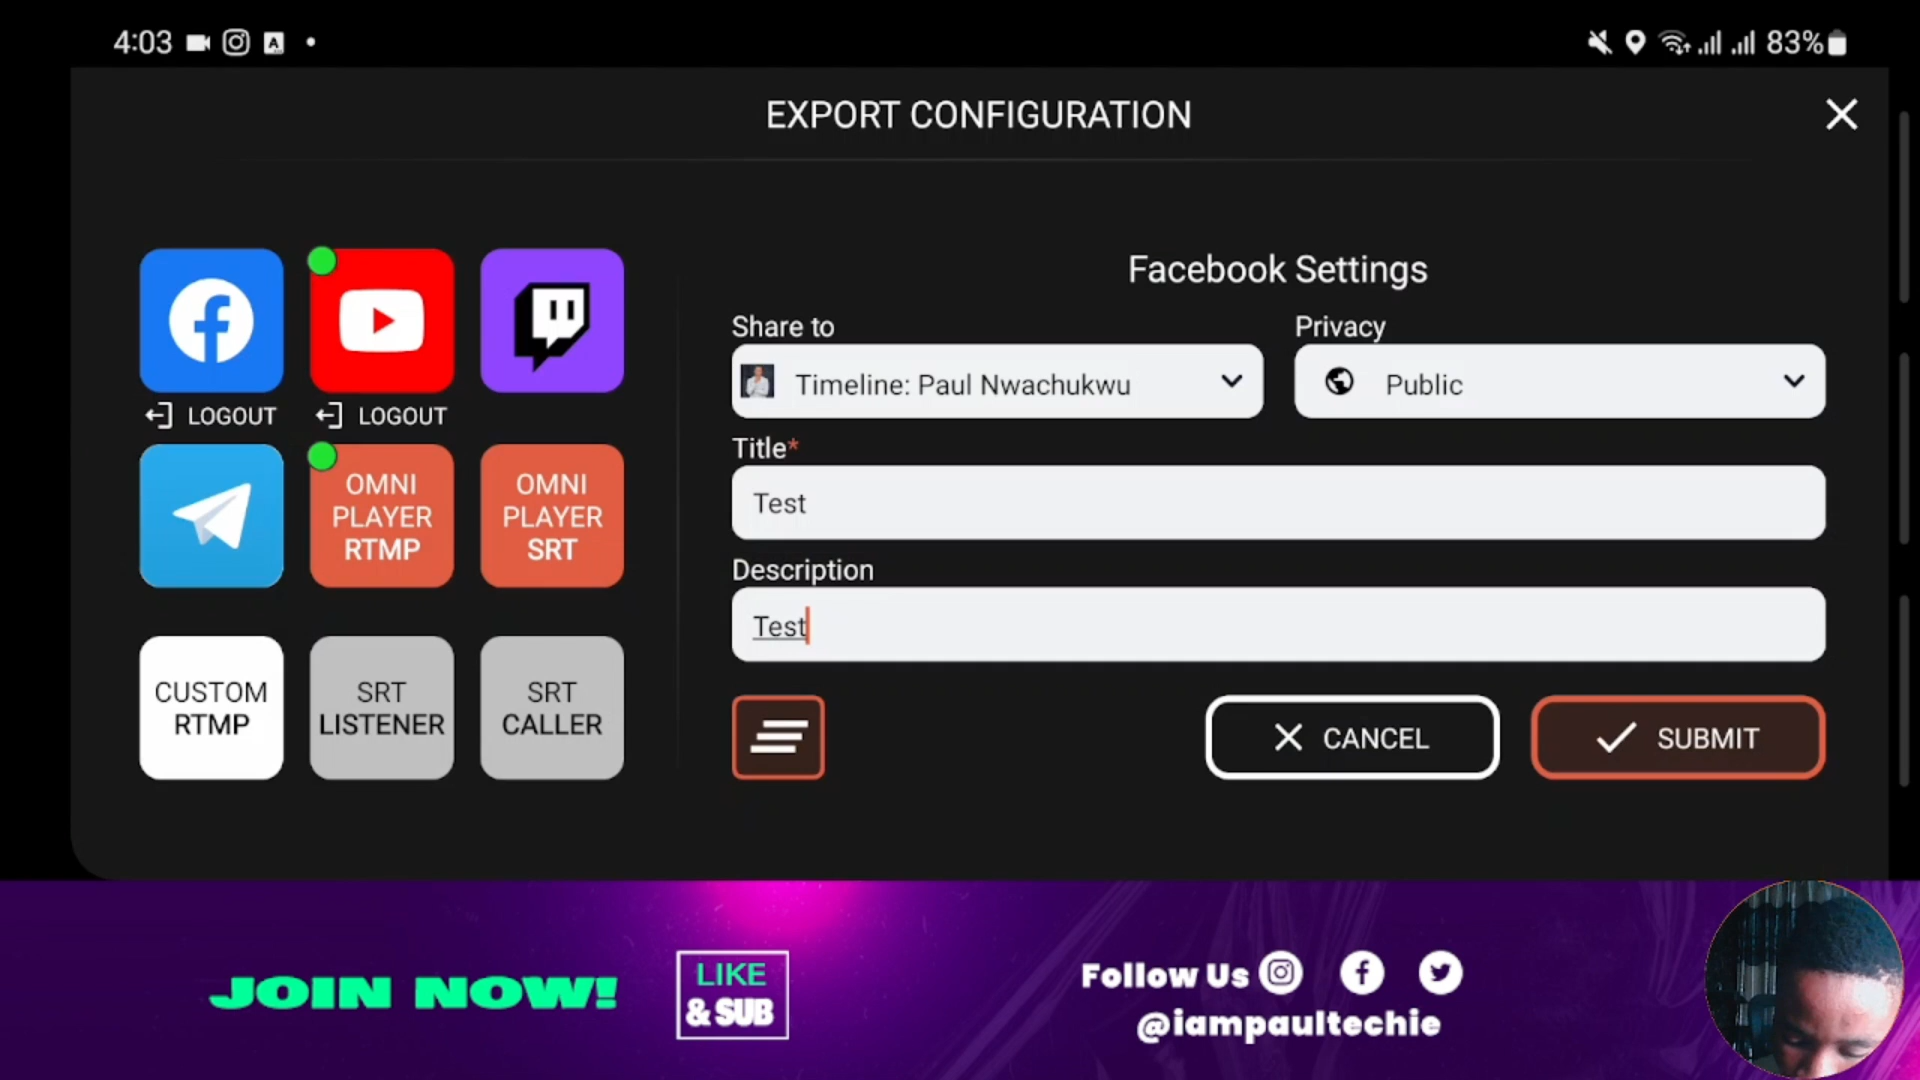 4:03
83%
EXPORT CONFIGURATION
LOGOUT
LOGOUT
OMNI
PLAYER
RTMP
OMNI
PLAYER
SRT
CUSTOM
RTMP
SRT
LISTENER
SRT
CALLER
Facebook Settings
Share to
Privacy
Timeline: Paul Nwachukwu
Public
Title*
Test
Description
Test
CANCEL
SUBMIT
JOIN NOW!
LIKE
& SUB
Follow Us
@iampaultechie